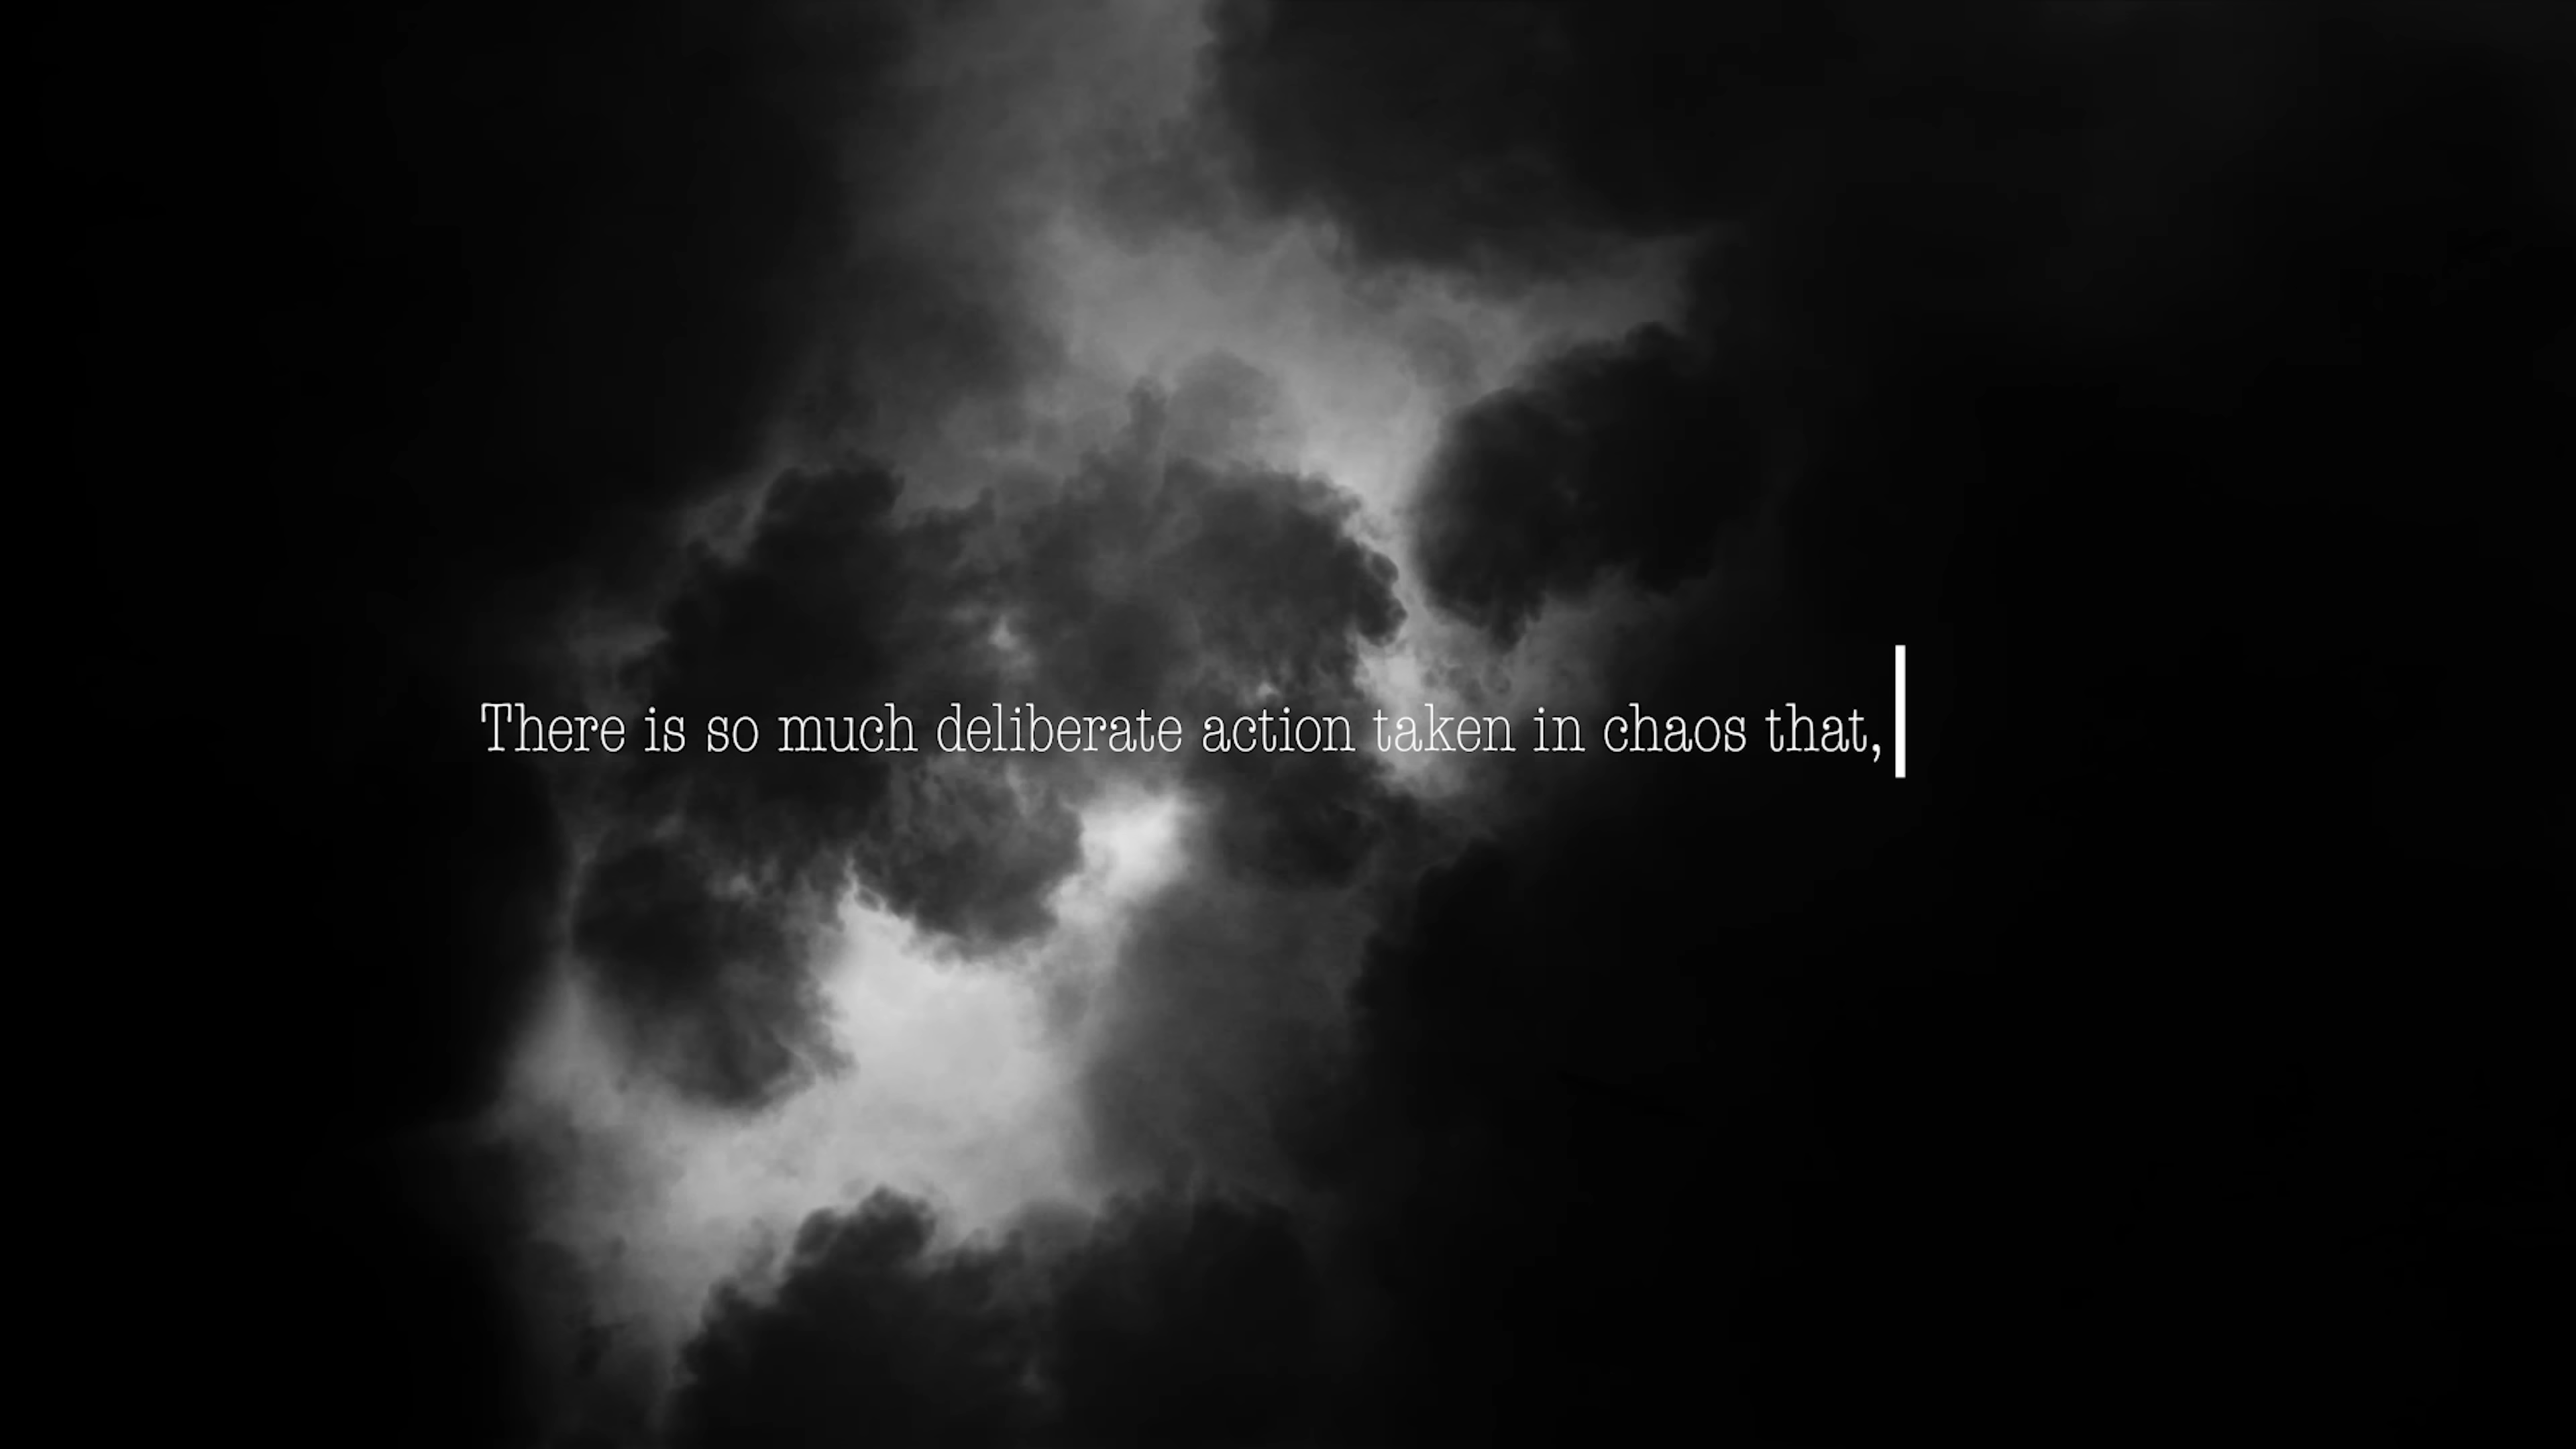 There is so much deliberate action taken in chaos that,